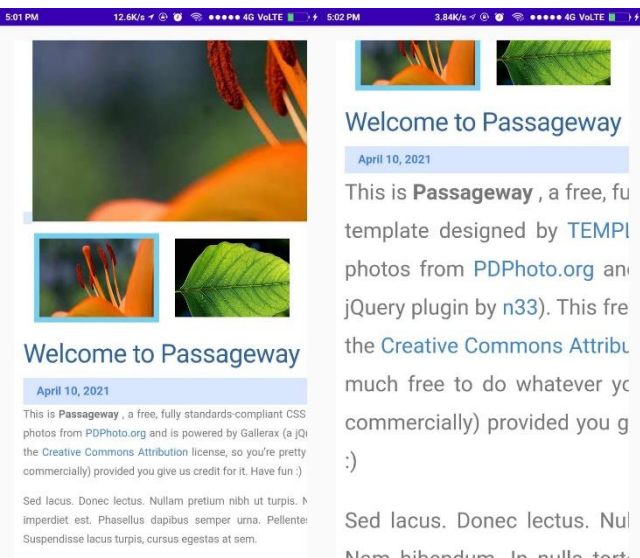 5:01 PM 12.6K/s 4G VoLTE
Welcome to Passageway
April 10, 2021
This is Passageway , a free, fully standards-compliant CSS
photos from PDPhoto.org and is powered by Gallerax (a
the Creative Commons Attribution license, so you're pretty
commercially) provided you give us credit for it. Have fun :)
Sed lacus. Donec lectus. Nullam pretium nibh ut turpis.
imperdiet est. Phasellus dapibus semper urna.
Suspendisse lacus turpis, cursus egestas at sem.
5:02 PM 3.84K/s 4G VoLTE
Welcome to Passageway
April 10, 2021
This is Passageway , a free, fu
template designed by TEMPL
photos from PDPhoto.org an
jQuery plugin by n33). This fre
the Creative Commons Attribu
much free to do whatever yo
commercially) provided you g
:)
Sed lacus. Donec lectus. Nul
Nam bibendum. In nulla tort